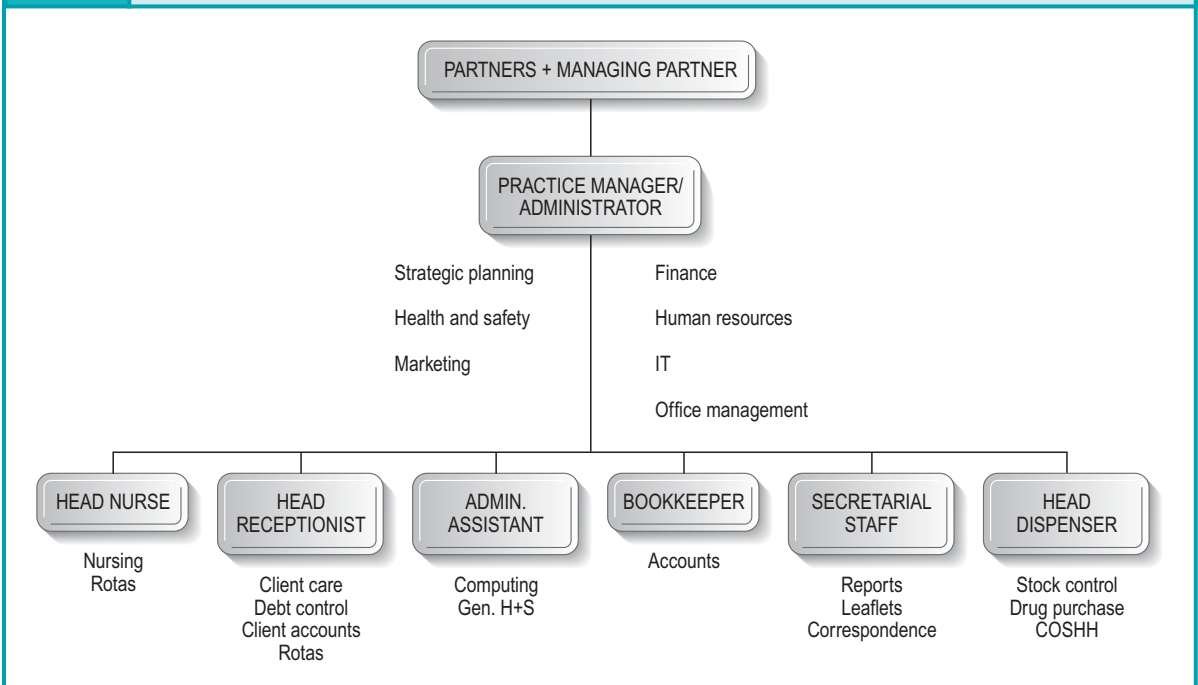 PARTNERS + MANAGING PARTNER
PRACTICE MANAGER/
ADMINISTRATOR
Strategic planning
Health and safety
Marketing
Finance
Human resources
IT
Office management
HEAD NURSE
Nursing
Rotas
HEAD
RECEPTIONIST
Client care
Debt control
Client accounts
Rotas
ADMIN.
ASSISTANT
Computing
Gen. H+S
BOOKKEEPER
Accounts
SECRETARIAL
STAFF
Reports
Leaflets
Correspondence
HEAD
DISPENSER
Stock control
Drug purchase
COSHH